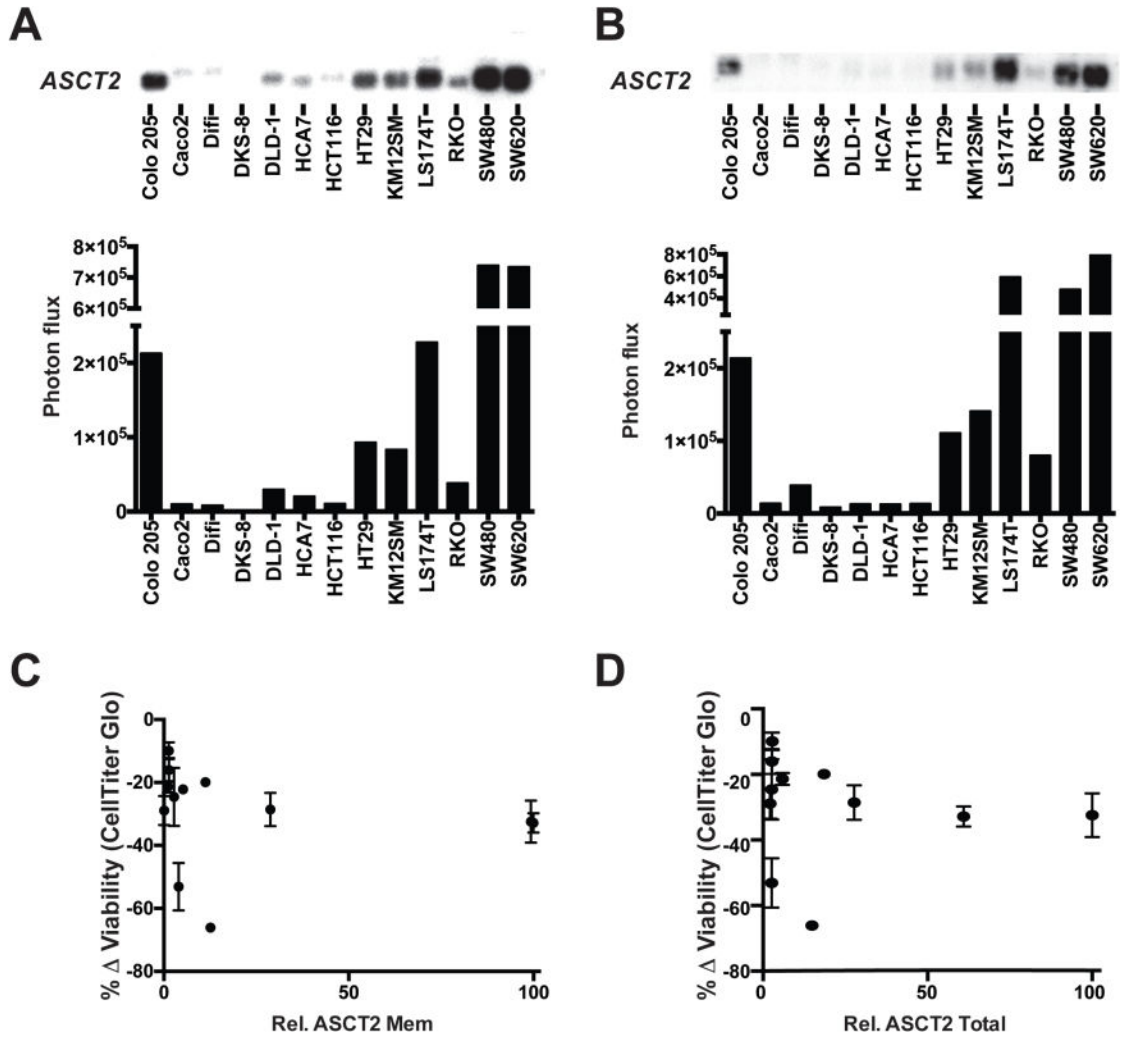 A
ASCT2
Colo 205
Caco2
Difi
DKS-8
DLD-1
HCA7
HCT116
HT29
KM12SM
LS174T
RKO
SW480
SW620
8×10⁵
7×10⁵
6×10⁵
2×10⁵
1×10⁵
0
Photon flux
Colo 205
Caco2
Difi
DKS-8
DLD-1
HCA7
HCT116
HT29
KM12SM
LS174T
RKO
SW480
SW620
B
ASCT2
Colo 205
Caco2
Difi
DKS-8
DLD-1
HCA7
HCT116
HT29
KM12SM
LS174T
RKO
SW480
SW620
8×10⁵
6×10⁵
4×10⁵
2×10⁵
1×10⁵
0
Photon flux
Colo 205
Caco2
Difi
DKS-8
DLD-1
HCA7
HCT116
HT29
KM12SM
LS174T
RKO
SW480
SW620
C
% Δ Viability (CellTiter Glo)
0
-20
-40
-60
-80
0 50 100
Rel. ASCT2 Mem
D
% Δ Viability (CellTiter Glo)
0
-20
-40
-60
-80
0 50 100
Rel. ASCT2 Total